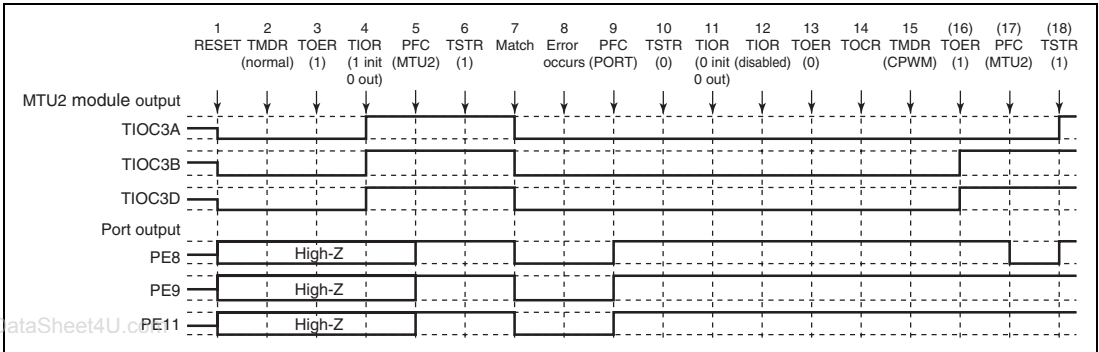 1 2 3 4 5 6 7 8 9 10 11 12 13 14 15 (16) (17) (18)
RESET TMDR TOER TIOR PFC TSTR Match Error PFC TSTR TIOR TIOR TOER TOCR TMDR TOER PFC TSTR
(normal) (1) (1 init (MTU2) (1) occurs (PORT) (0) (0 init (disabled) (0) (CPWM) (1) (MTU2) (1)
0 out) 0 out)
MTU2 module output
TIOC3A
TIOC3B
TIOC3D
Port output
PE8 High-Z
PE9 High-Z
PE11 High-Z
DataSheet4U.com